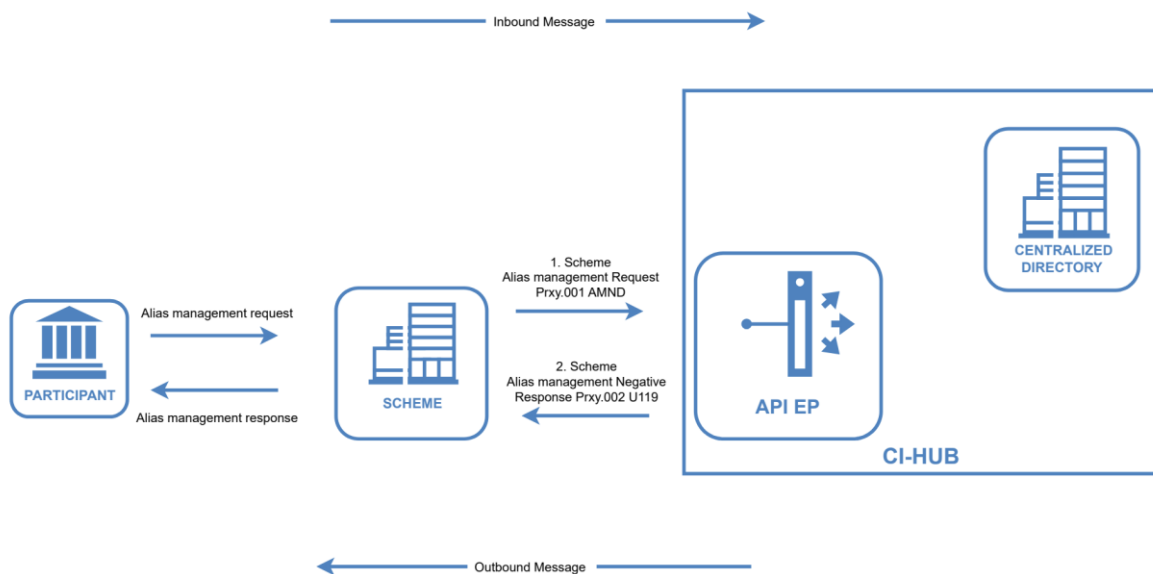 Inbound Message
CENTRALIZED
DIRECTORY
1. Scheme
Alias management Request
Prxy.001 AMND
Alias management request
PARTICIPANT
Alias management response
SCHEME
2. Scheme
Alias management Negative
Response Prxy.002 U119
API EP
CI-HUB
Outbound Message